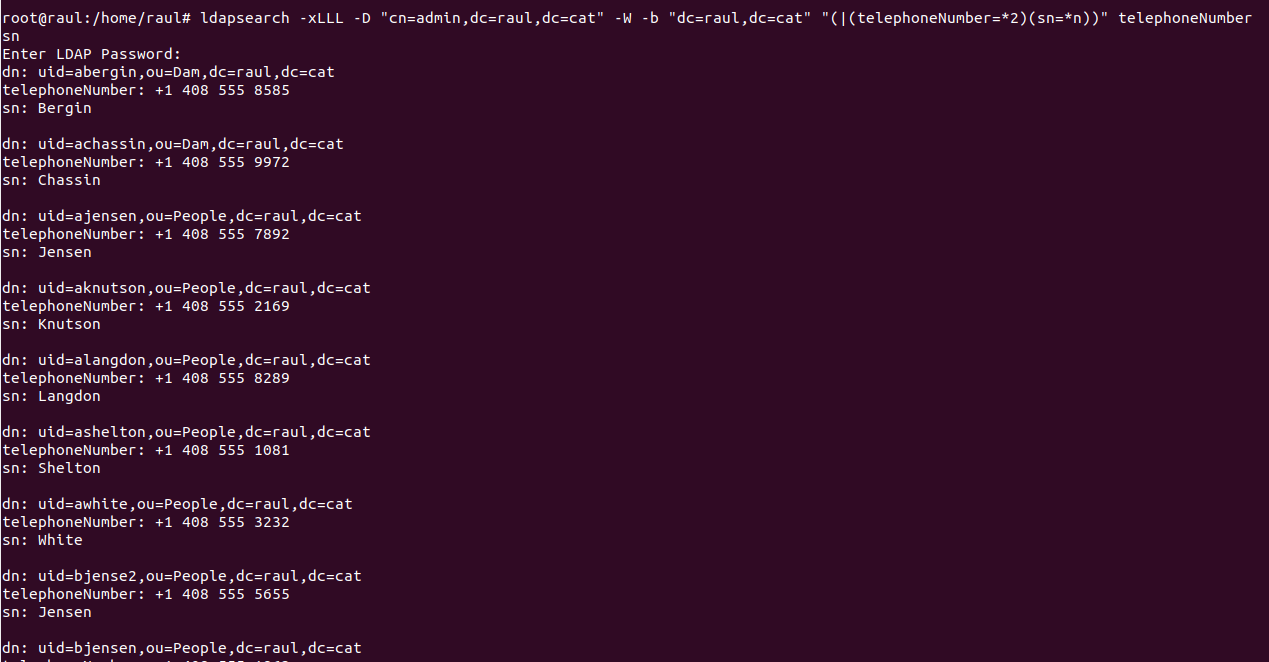 root@raul:/home/raul# ldapsearch -xLLL -D "cn=admin,dc=raul,dc=cat" -W -b "dc=raul,dc=cat" "(|(telephoneNumber=*2)(sn=*n))" telephoneNumber
sn
Enter LDAP Password:
dn: uid=abergin,ou=Dam,dc=raul,dc=cat
telephoneNumber: +1 408 555 8585
sn: Bergin

dn: uid=achassin,ou=Dam,dc=raul,dc=cat
telephoneNumber: +1 408 555 9972
sn: Chassin

dn: uid=ajensen,ou=People,dc=raul,dc=cat
telephoneNumber: +1 408 555 7892
sn: Jensen

dn: uid=aknutson,ou=People,dc=raul,dc=cat
telephoneNumber: +1 408 555 2169
sn: Knutson

dn: uid=alangdon,ou=People,dc=raul,dc=cat
telephoneNumber: +1 408 555 8289
sn: Langdon

dn: uid=ashelton,ou=People,dc=raul,dc=cat
telephoneNumber: +1 408 555 1081
sn: Shelton

dn: uid=awhite,ou=People,dc=raul,dc=cat
telephoneNumber: +1 408 555 3232
sn: White

dn: uid=bjense2,ou=People,dc=raul,dc=cat
telephoneNumber: +1 408 555 5655
sn: Jensen

dn: uid=bjensen,ou=People,dc=raul,dc=cat